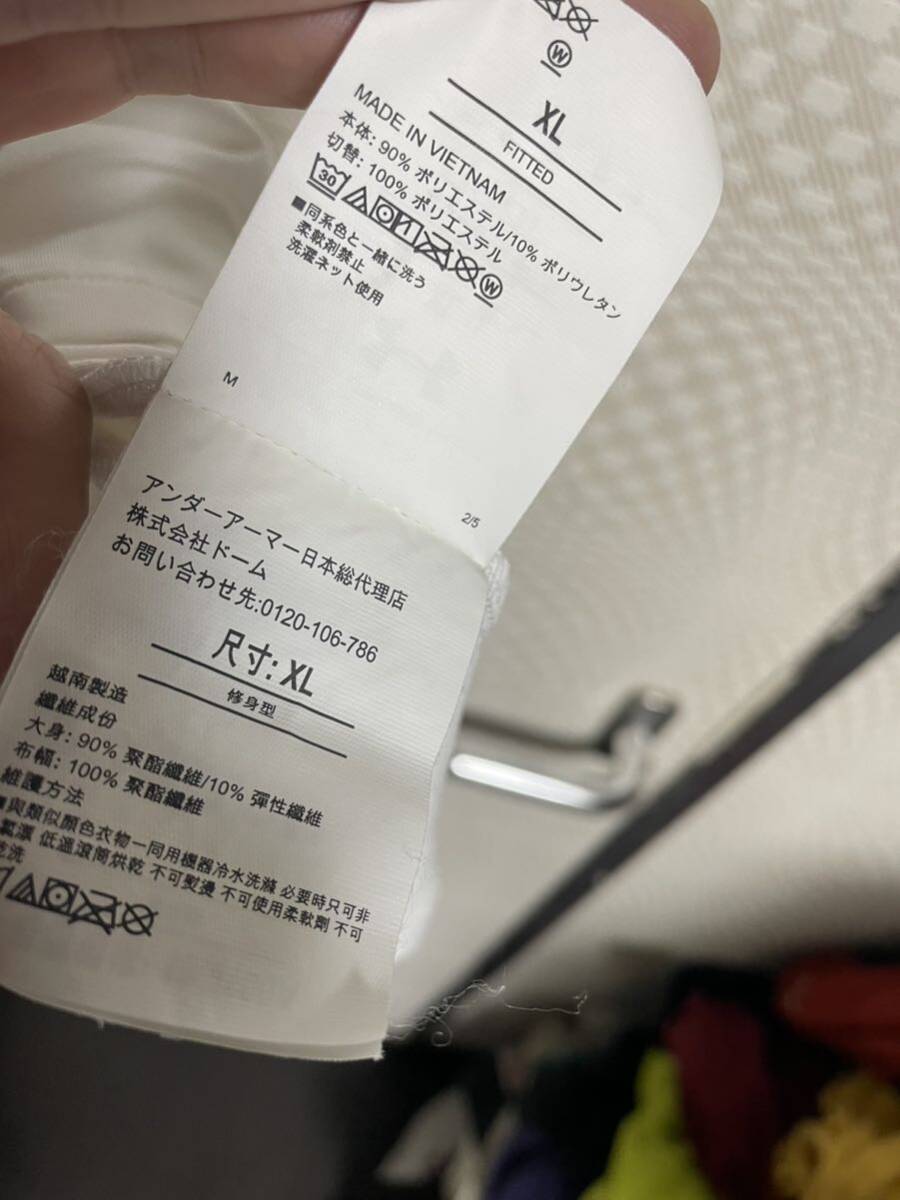 XL
FITTED
MADE IN VIETNAM
本体: 90% ポリエステル/10% ポリウレタン
切替: 100% ポリエステル
30
W
■同系色と一緒に洗う
柔軟剤禁止
洗濯ネット使用
M
2/5
アンダーアーマー日本総代理店
株式会社ドーム
お問い合わせ先:0120-106-786
尺寸: XL
修身型
越南製造
纖維成份
大身: 90% 聚酯纖維/10% 彈性纖維
布幅: 100% 聚酯纖維
維護方法
■與類似顏色衣物一同用機器冷水洗滌 必要時只可非
氯漂 低溫滾筒烘乾 不可熨燙 不可使用柔軟劑 不可
乾洗